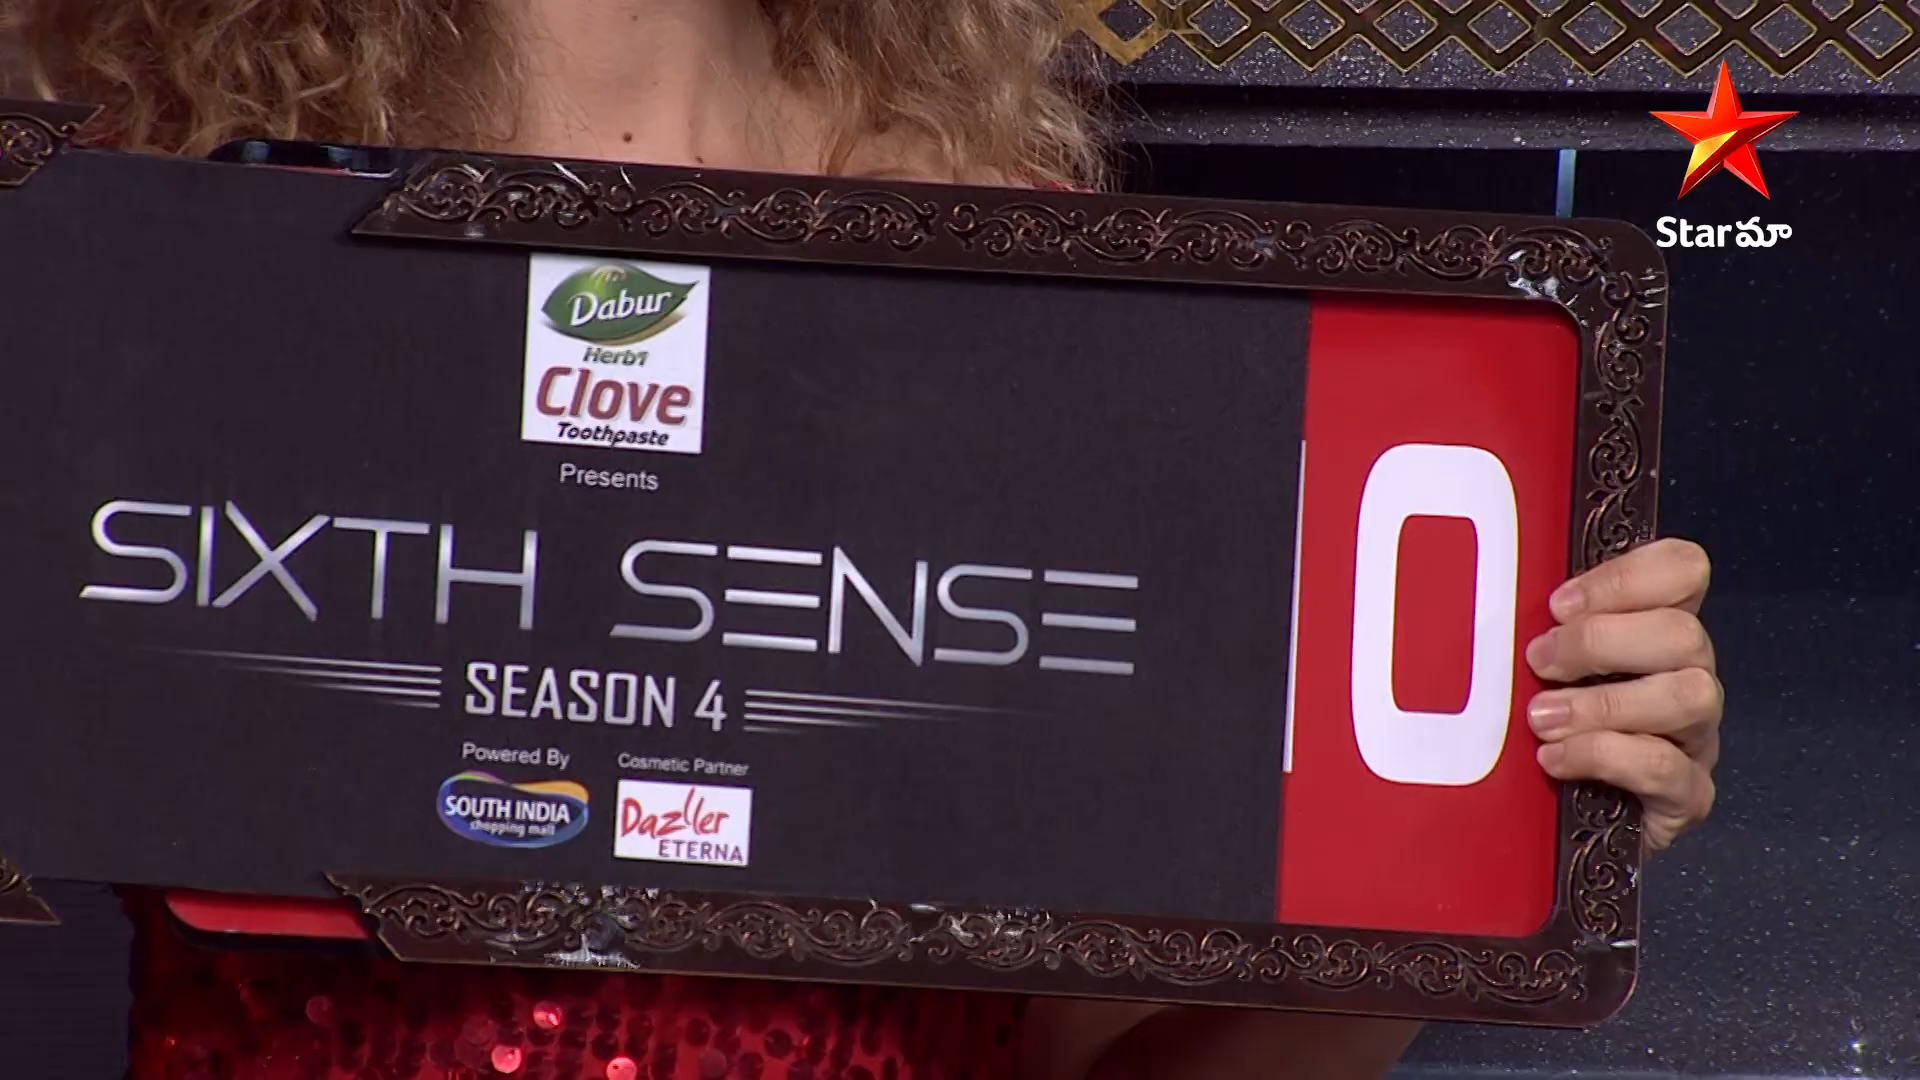 Starమా
Dabur
Herb'l
Clove
Toothpaste
Presents
SIXTH SENSE
SEASON 4
0
Powered By
Cosmetic Partner
SOUTH INDIA
shopping mall
Dazller
ETERNA